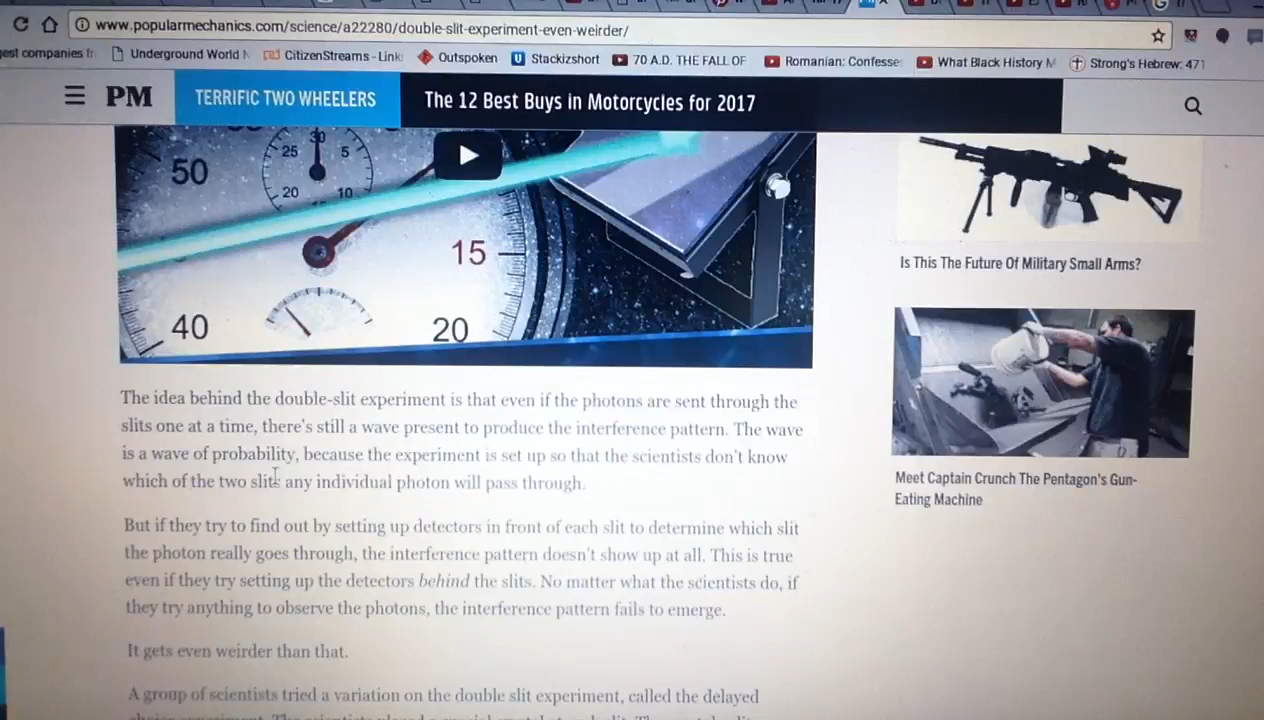 www.popularmechanics.com/science/a22280/double-slit-experiment-even-weirder/
gest companies fr
Underground World N
CitizenStreams - Link
Outspoken
Stackizshort
70 A.D. THE FALL OF
Romanian: Confesse
What Black History M
Strong's Hebrew: 471
PM
TERRIFIC TWO WHEELERS
The 12 Best Buys in Motorcycles for 2017
50
30
25 5
20 10
15
40
20
Is This The Future Of Military Small Arms?
Meet Captain Crunch The Pentagon's Gun-
Eating Machine
The idea behind the double-slit experiment is that even if the photons are sent through the
slits one at a time, there's still a wave present to produce the interference pattern. The wave
is a wave of probability, because the experiment is set up so that the scientists don't know
which of the two slits any individual photon will pass through.
But if they try to find out by setting up detectors in front of each slit to determine which slit
the photon really goes through, the interference pattern doesn't show up at all. This is true
even if they try setting up the detectors behind the slits. No matter what the scientists do, if
they try anything to observe the photons, the interference pattern fails to emerge.
It gets even weirder than that.
A group of scientists tried a variation on the double slit experiment, called the delayed